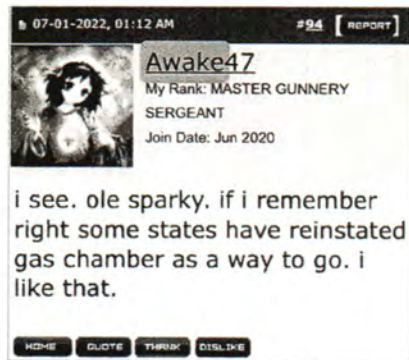 07-01-2022, 01:12 AM #94 [REPORT]
Awake47
My Rank: MASTER GUNNERY
SERGEANT
Join Date: Jun 2020
i see. ole sparky. if i remember
right some states have reinstated
gas chamber as a way to go. i
like that.
HOME QUOTE THANK DISLIKE